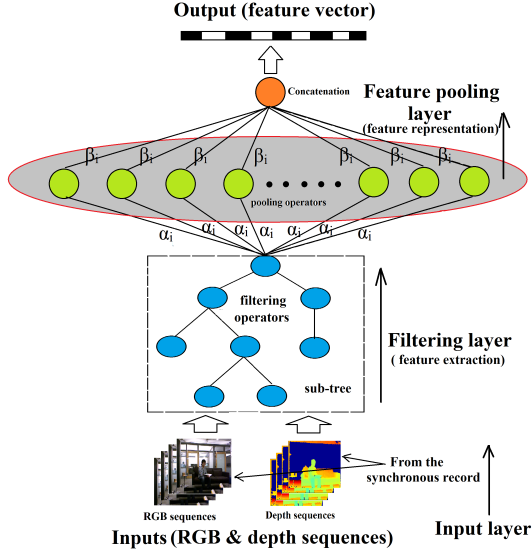 Output (feature vector)
Concatenation
Feature pooling
layer
(feature representation)
βi βi βi βi βi βi βi
pooling operators
αi αi αi αi αi αi αi
filtering
operators
sub-tree
Filtering layer
( feature extraction)
From the
synchronous record
RGB sequences
Depth sequences
Inputs (RGB & depth sequences)
Input layer